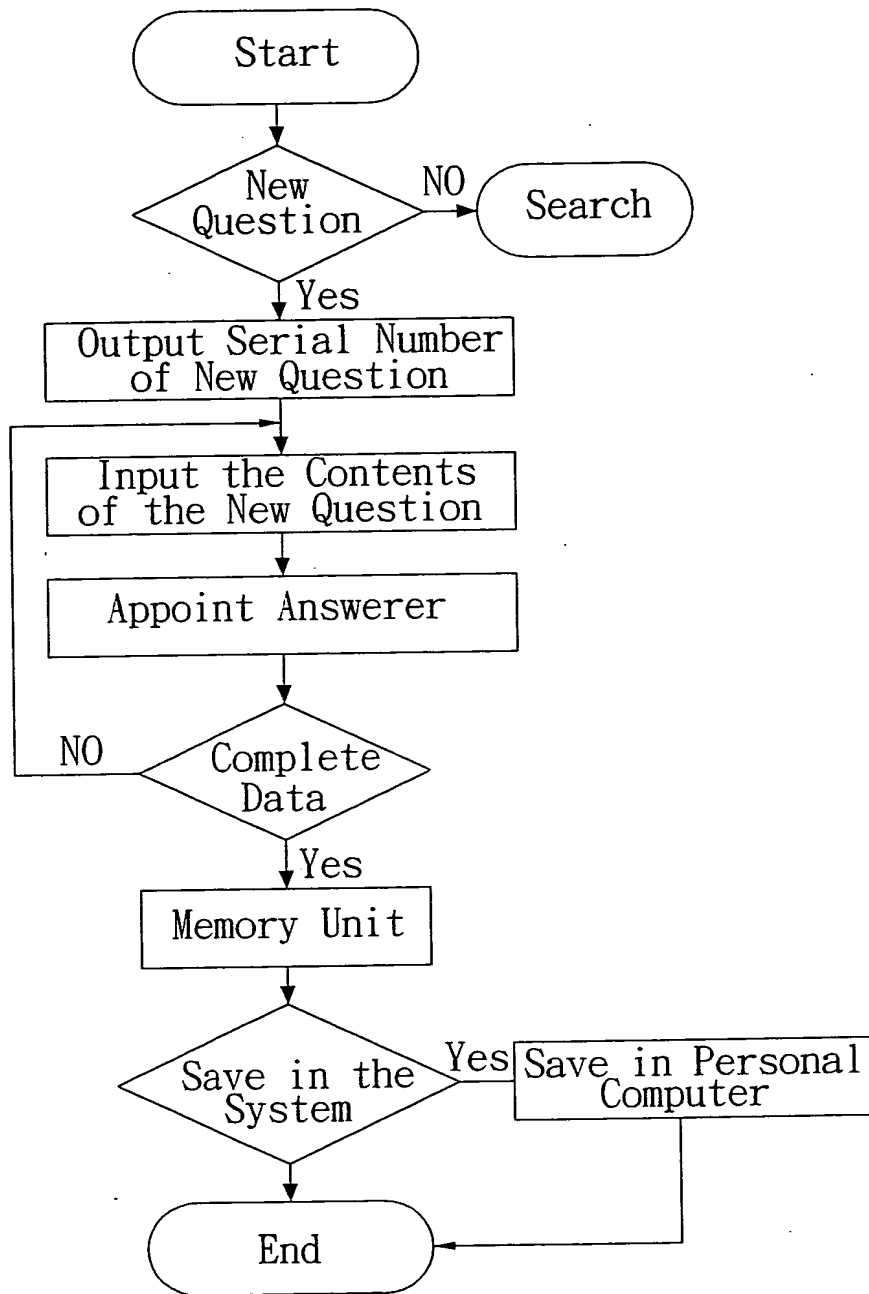 Start
New
Question
NO
Search
Yes
Output Serial Number
of New Question
Input the Contents
of the New Question
Appoint Answerer
NO
Complete
Data
Yes
Memory Unit
Save in the
System
Yes
Save in Personal
Computer
End